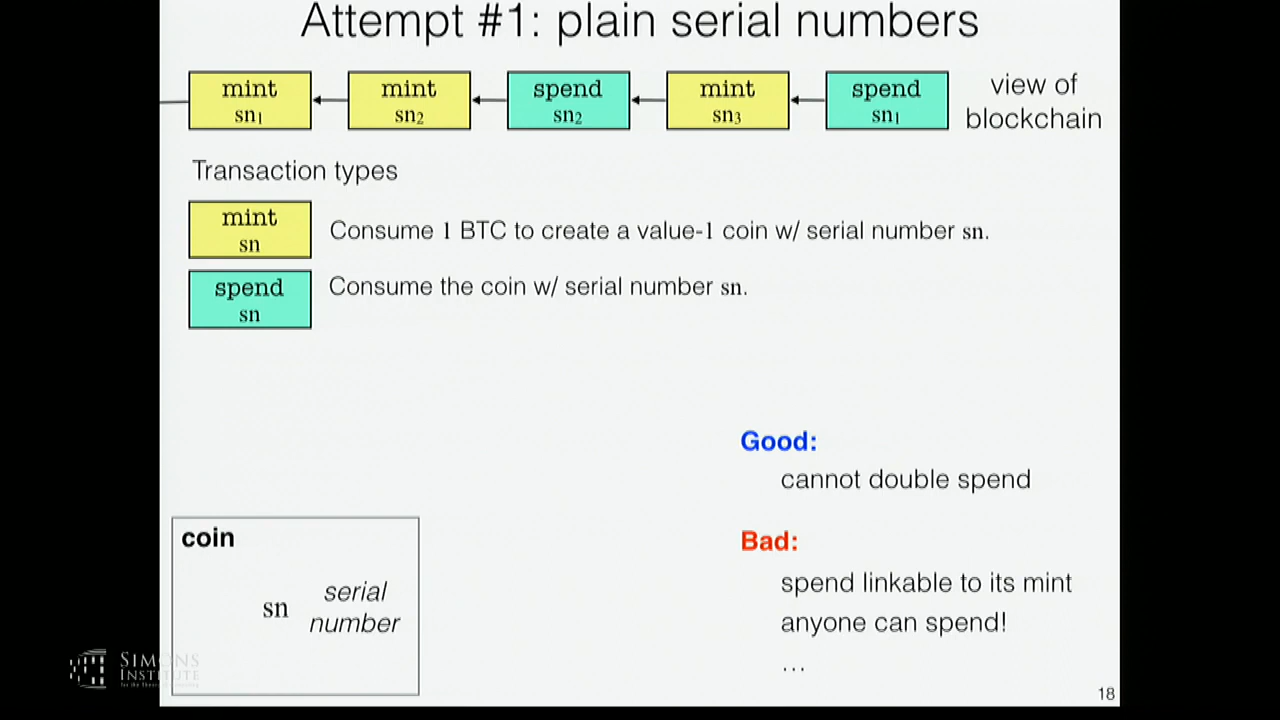 Attempt #1: plain serial numbers
mint
sn₁
mint
sn₂
spend
sn₂
mint
sn₃
spend
sn₁
view of
blockchain
Transaction types
mint
sn
Consume 1 BTC to create a value-1 coin w/ serial number sn.
spend
sn
Consume the coin w/ serial number sn.
Good:
cannot double spend
Bad:
spend linkable to its mint
anyone can spend!
...
coin
sn
serial
number
SIMONS
INSTITUTE
18